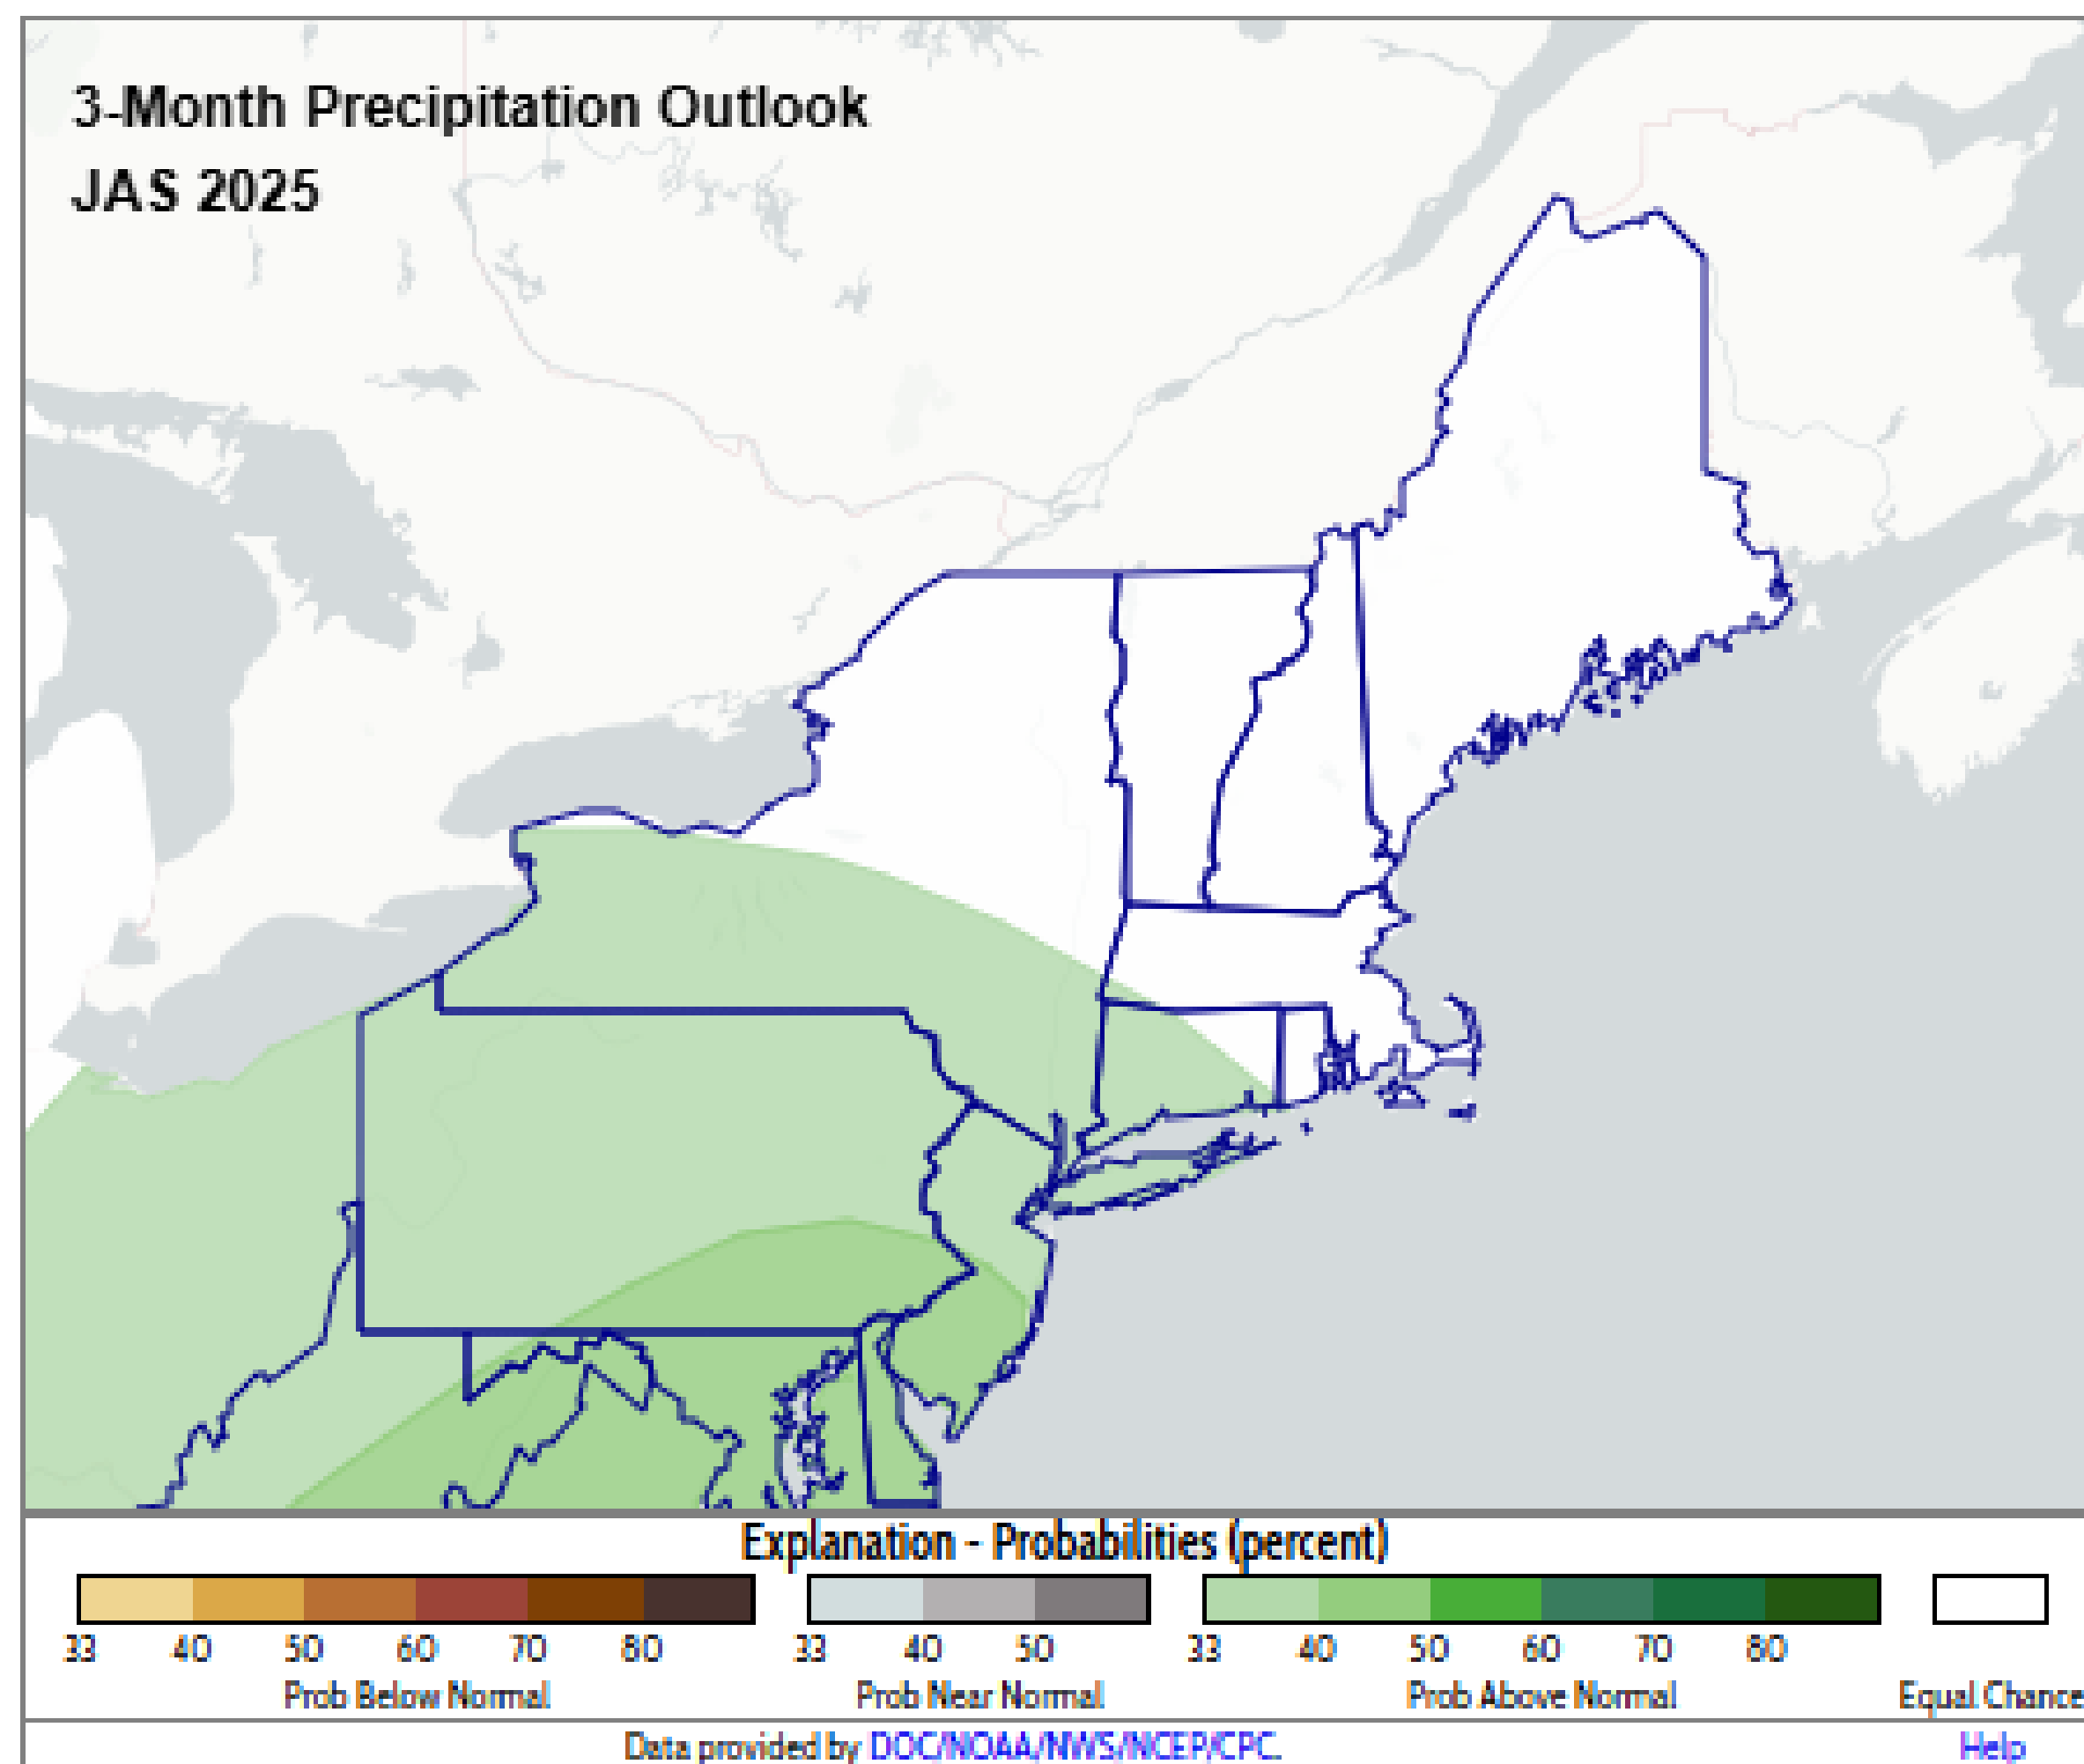 3-Month Precipitation Outlook
JAS 2025
Explanation - Probabilities (percent)
33 40 50 60 70 80 33 40 50 33 40 50 60 70 80
Prob Below Normal Prob Near Normal Prob Above Normal Equal Chance
Data provided by DOC/NOAA/NWS/NCEP/CPC. Help